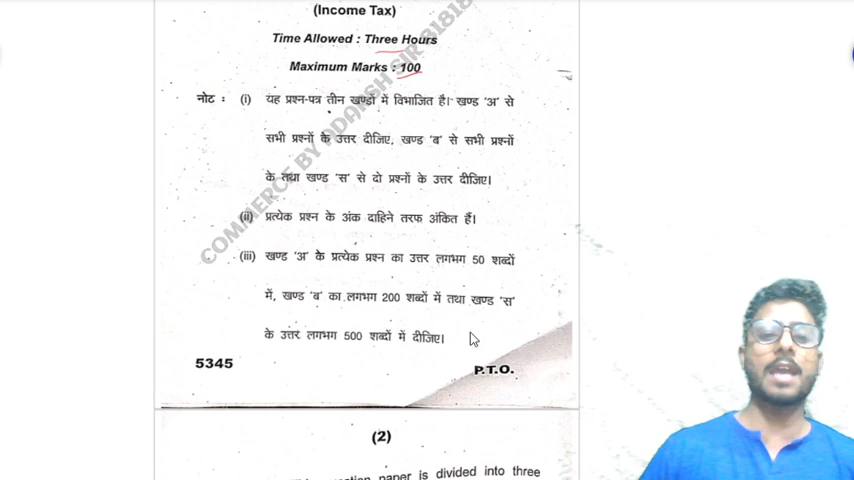 (Income Tax)
Time Allowed : Three Hours
Maximum Marks : 100
नोट : (i) यह प्रश्न-पत्र तीन खण्डों में विभाजित है। खण्ड 'अ' से
सभी प्रश्नों के उत्तर दीजिए, खण्ड 'ब' से सभी प्रश्नों
के तथा खण्ड 'स' से दो प्रश्नों के उत्तर दीजिए।
(ii) प्रत्येक प्रश्न के अंक दाहिने तरफ अंकित हैं।
(iii) खण्ड 'अ' के प्रत्येक प्रश्न का उत्तर लगभग 50 शब्दों
में, खण्ड 'ब' का लगभग 200 शब्दों में तथा खण्ड 'स'
के उत्तर लगभग 500 शब्दों में दीजिए।
5345
P.T.O.
COMMERCE BY ADARSH SIR
(2)
question paper is divided into three